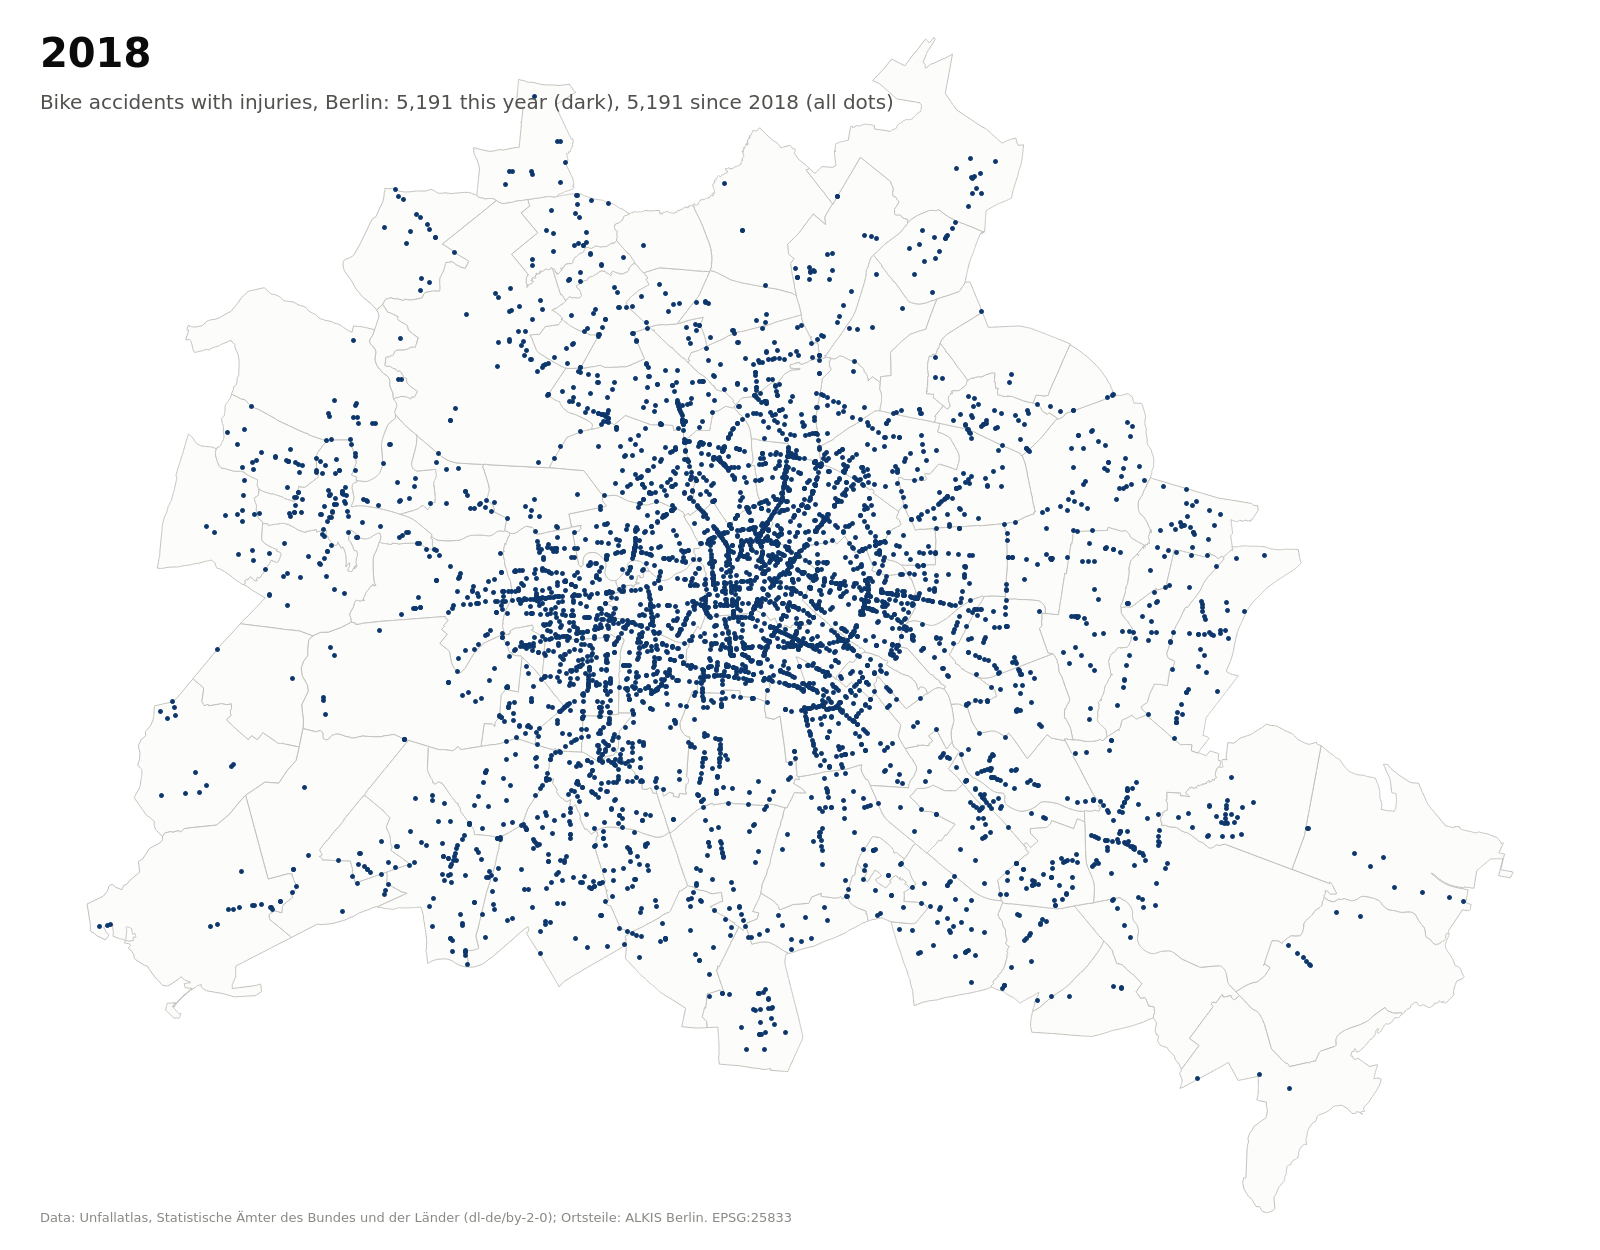 2018
Bike accidents with injuries, Berlin: 5,191 this year (dark), 5,191 since 2018 (all dots)
Data: Unfallatlas, Statistische Ämter des Bundes und der Länder (dl-de/by-2-0); Ortsteile: ALKIS Berlin. EPSG:25833